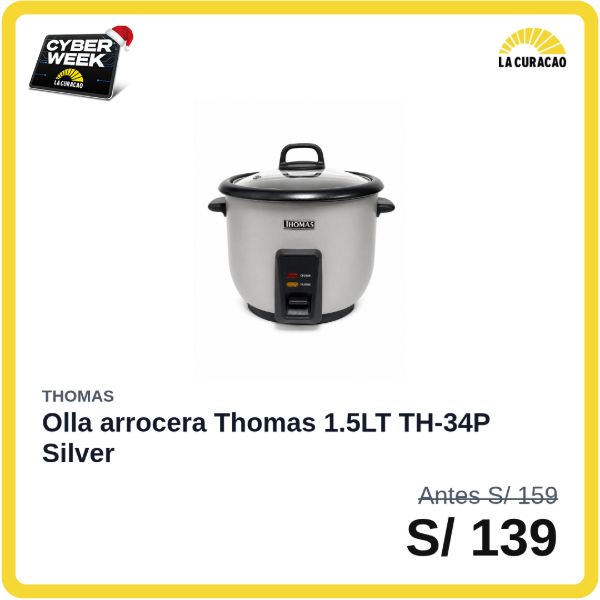 CYBER
WEEK
LA CURACAO
LA CURACAO
THOMAS
THOMAS
Olla arrocera Thomas 1.5LT TH-34P
Silver
Antes S/ 159
S/ 139